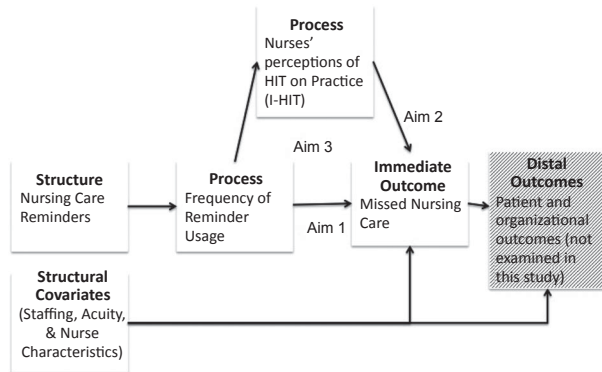 Process
Nurses'
perceptions of
HIT on Practice
(I-HIT)
Aim 2
Aim 3
Structure
Nursing Care
Reminders
Process
Frequency of
Reminder
Usage
Aim 1
Immediate
Outcome
Missed Nursing
Care
Distal
Outcomes
Patient and
organizational
outcomes (not
examined in
this study)
Structural
Covariates
(Staffing, Acuity,
& Nurse
Characteristics)